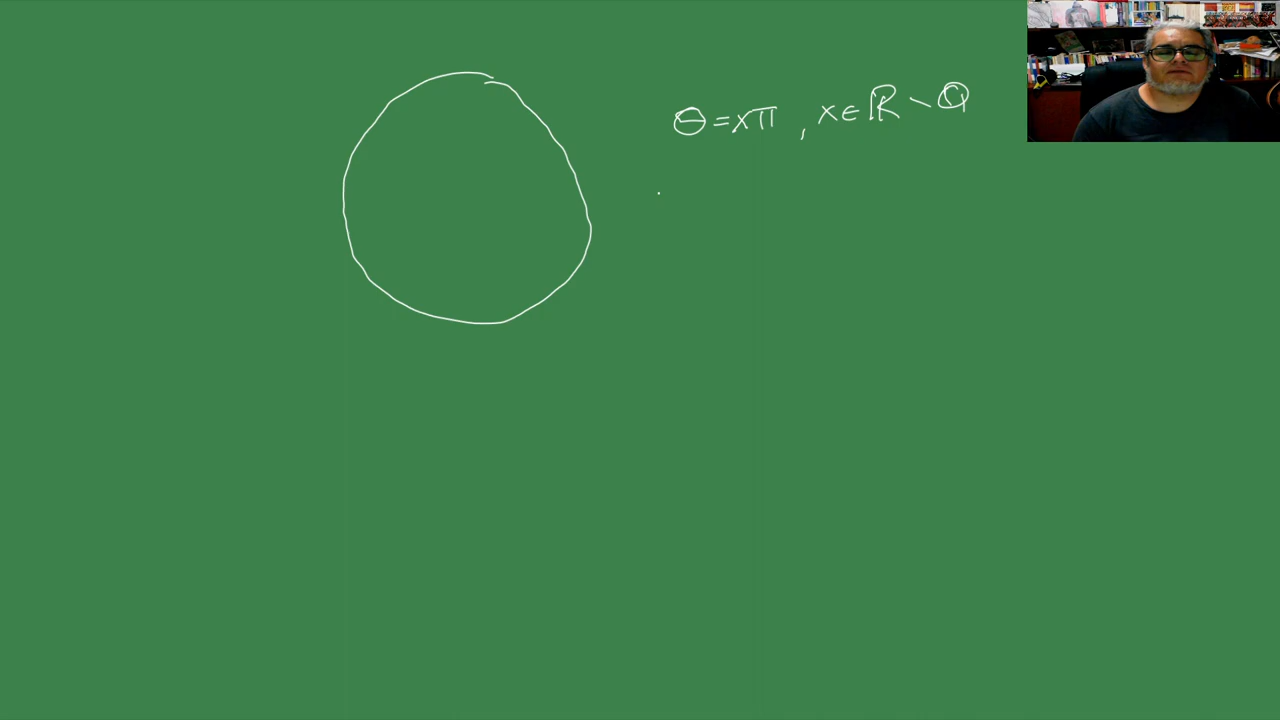 θ = xπ , x ∈ ℝ ∖ ℚ